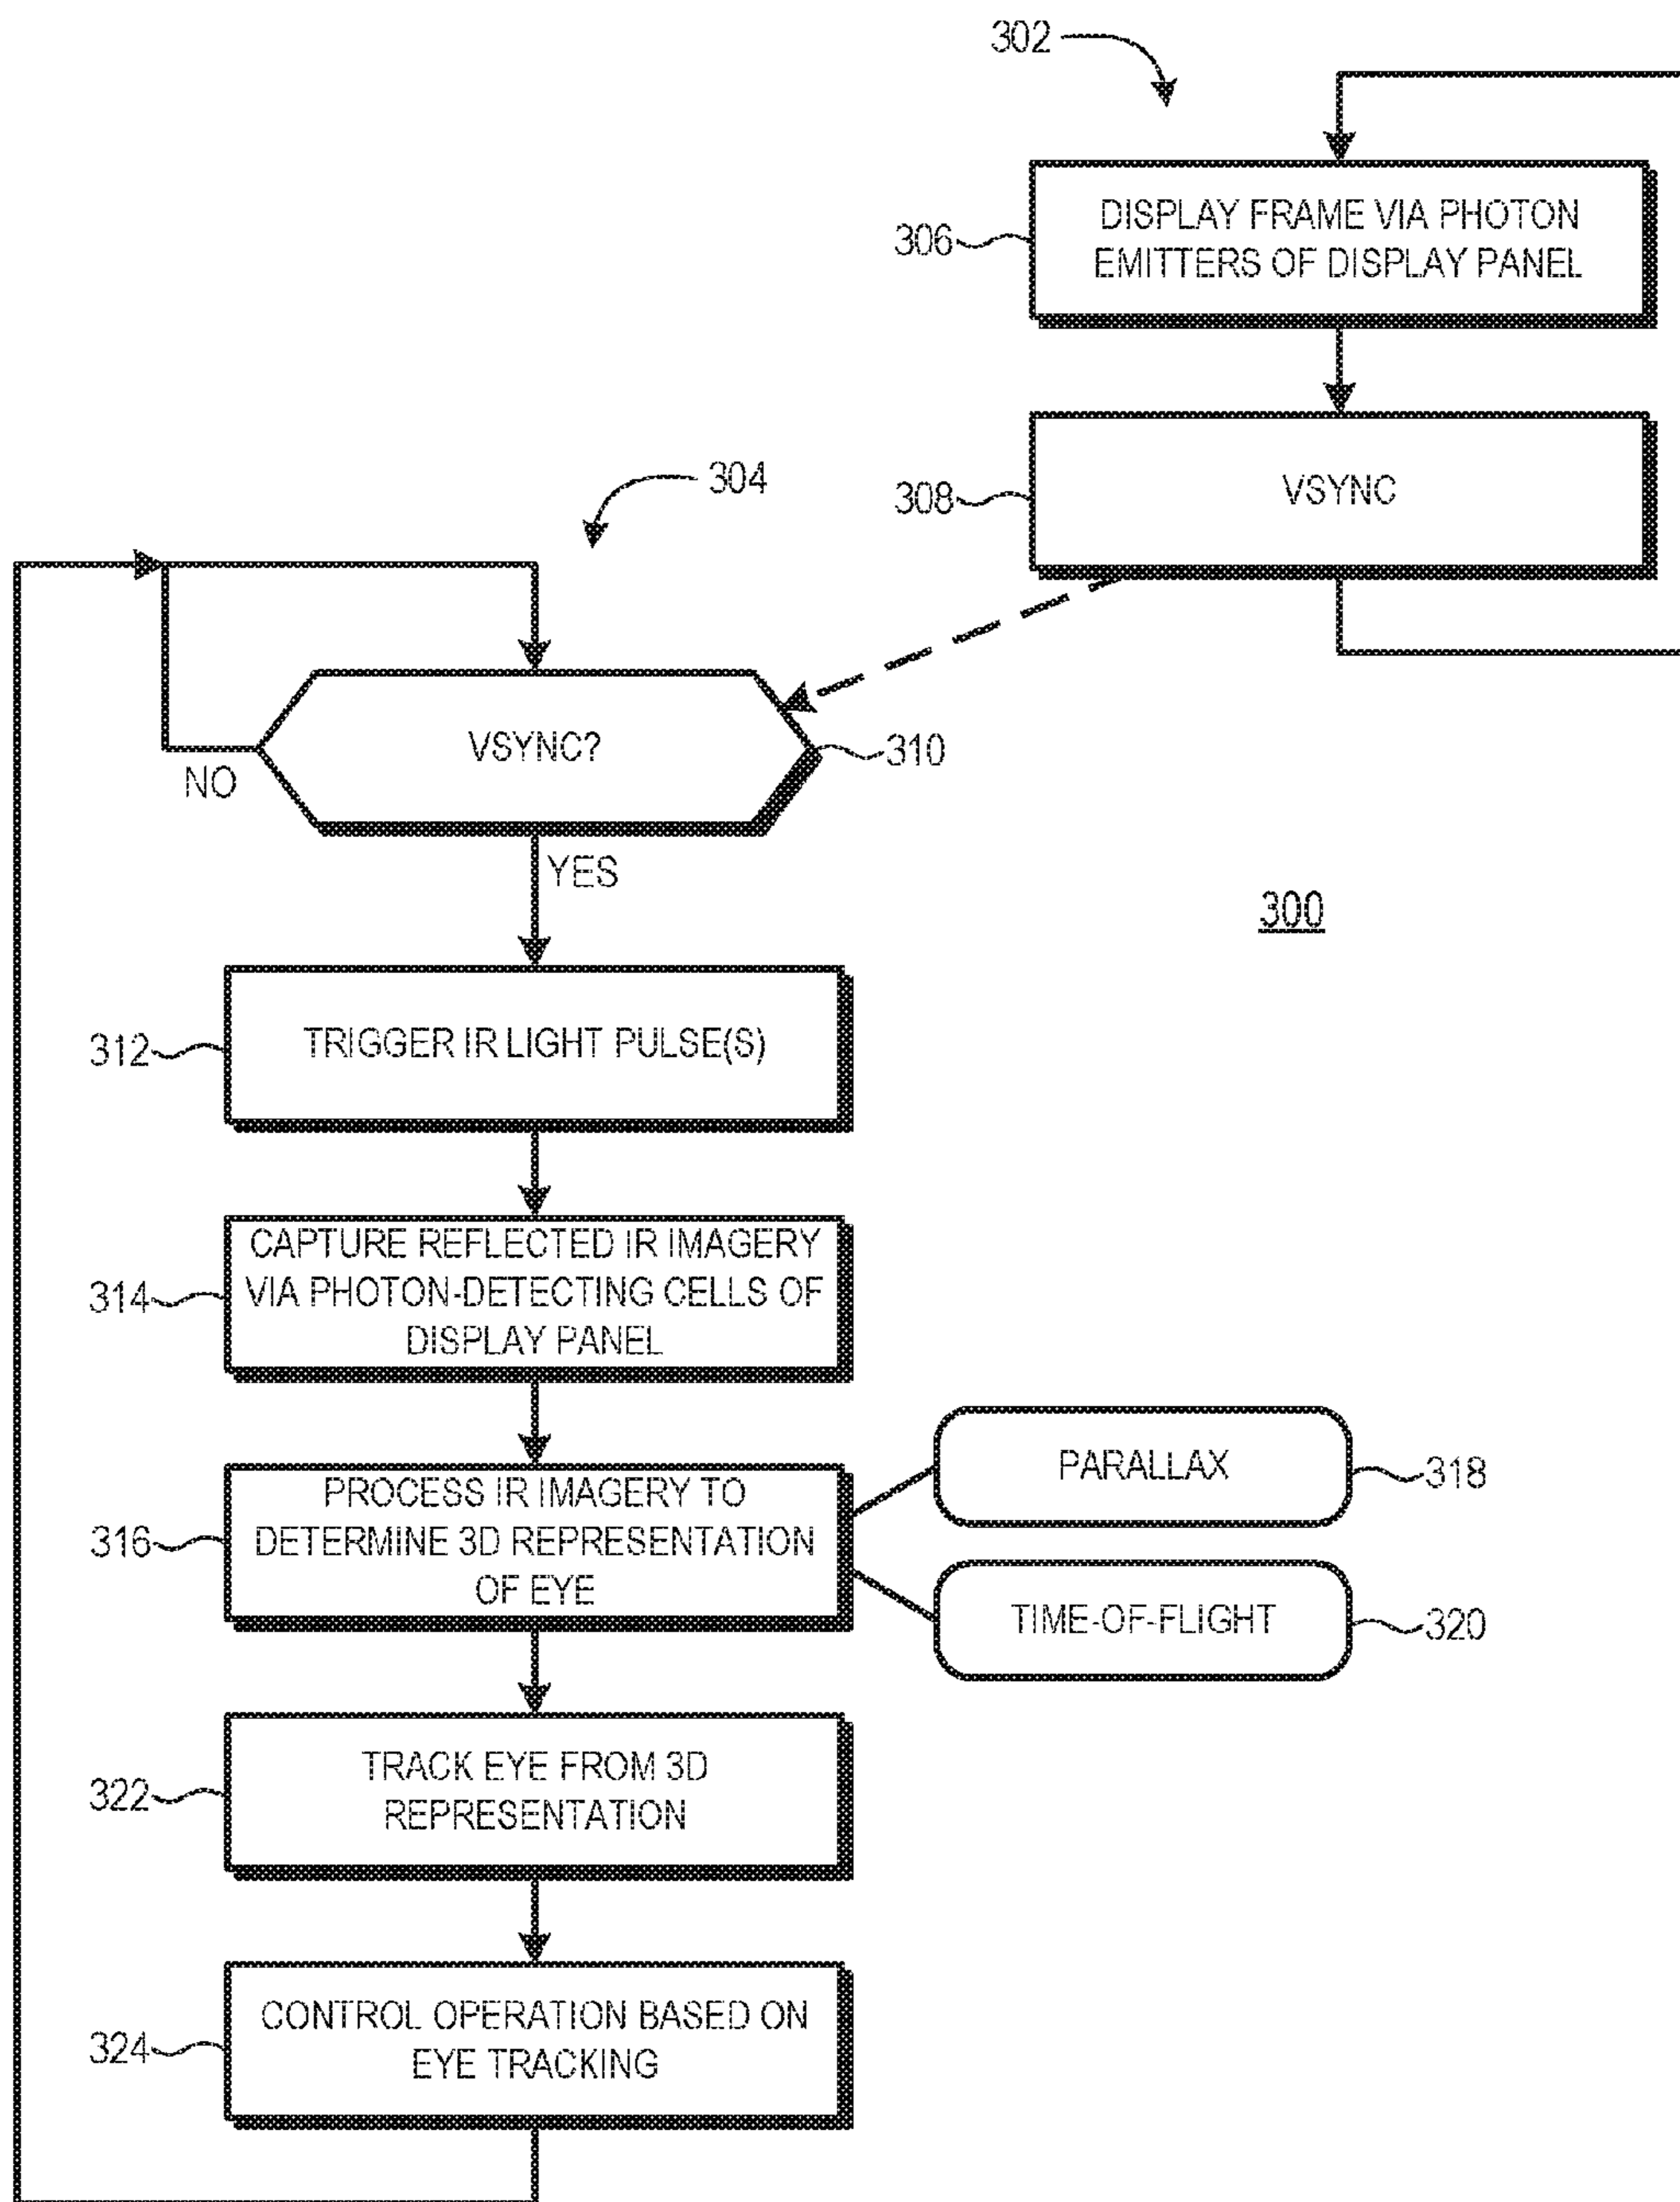 302
306
DISPLAY FRAME VIA PHOTON
EMITTERS OF DISPLAY PANEL
308
VSYNC
304
VSYNC?
310
NO
YES
300
312
TRIGGER IR LIGHT PULSE(S)
314
CAPTURE REFLECTED IR IMAGERY
VIA PHOTON-DETECTING CELLS OF
DISPLAY PANEL
316
PROCESS IR IMAGERY TO
DETERMINE 3D REPRESENTATION
OF EYE
PARALLAX
318
TIME-OF-FLIGHT
320
322
TRACK EYE FROM 3D
REPRESENTATION
324
CONTROL OPERATION BASED ON
EYE TRACKING